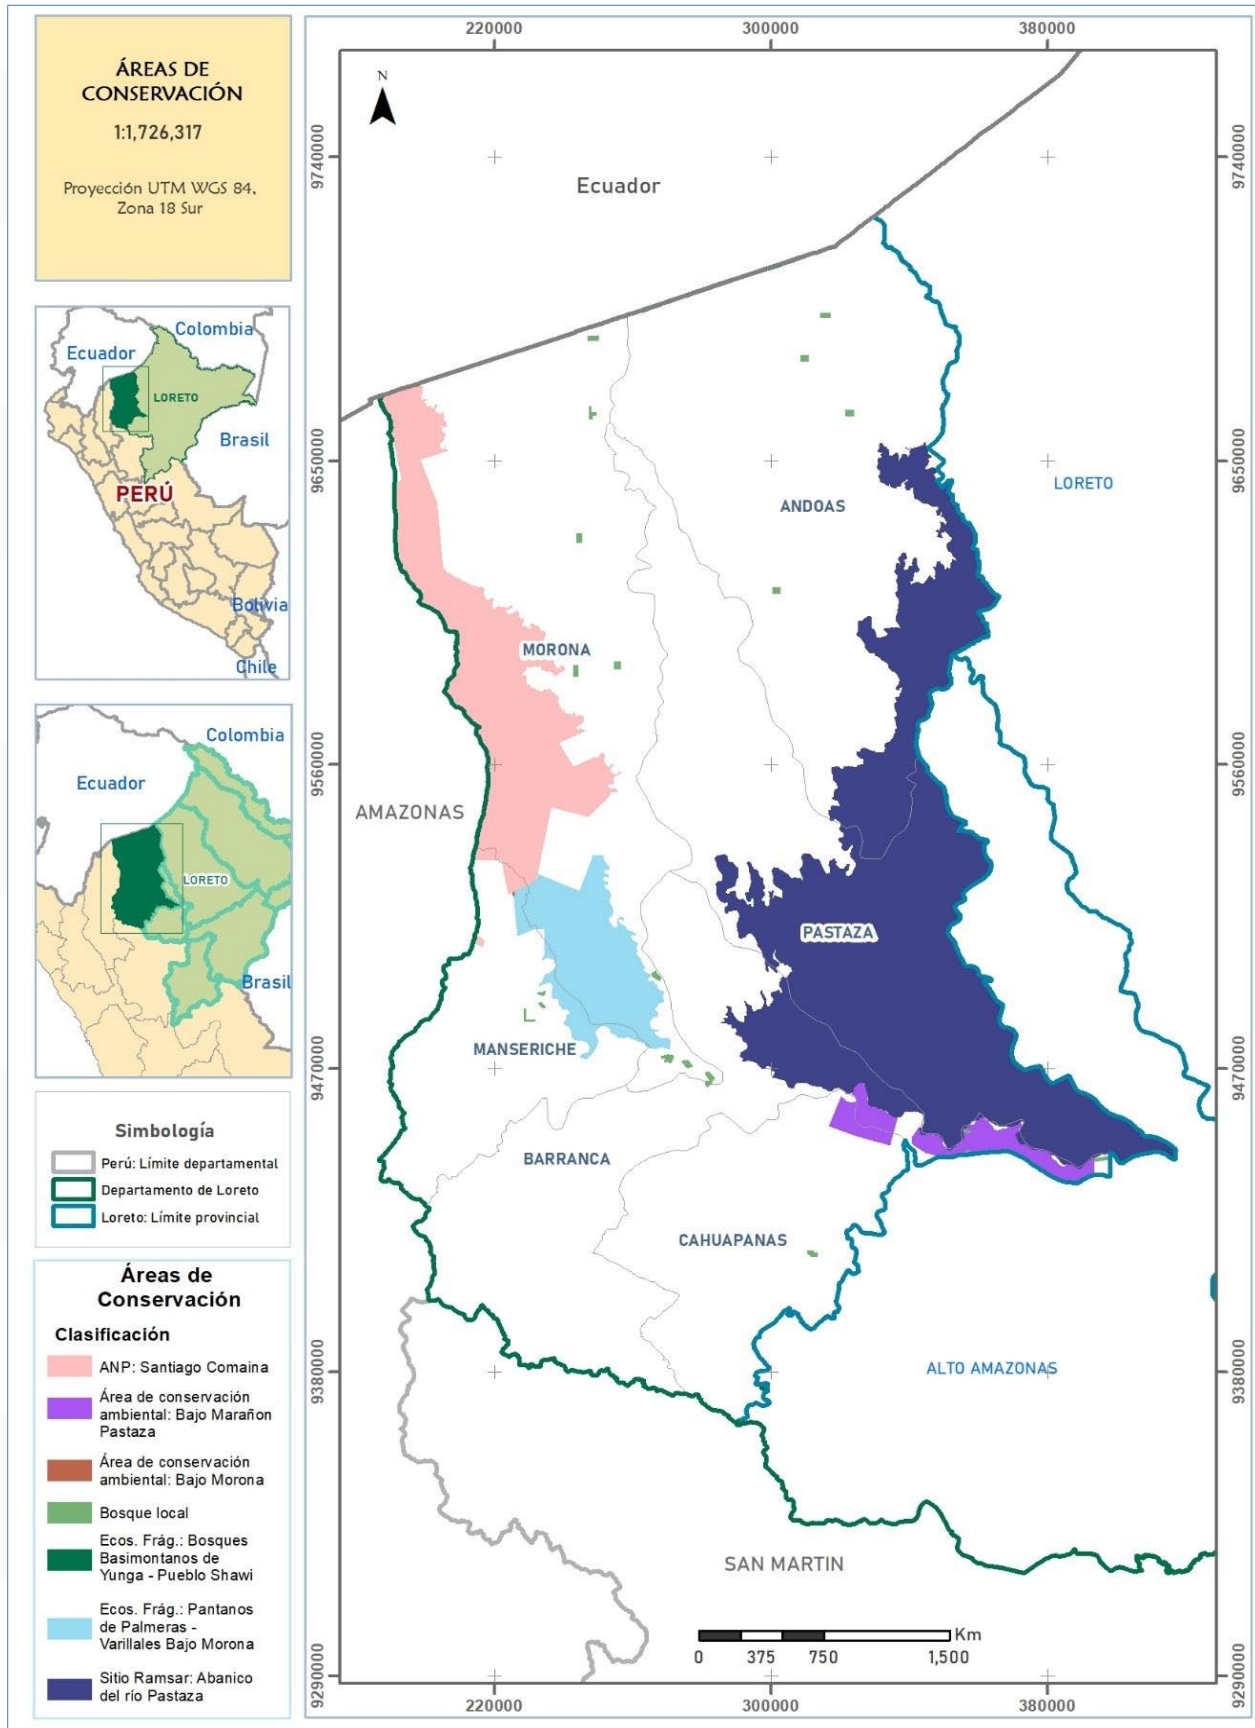 ÁREAS DE
CONSERVACIÓN
1:1,726,317
Proyección UTM WGS 84,
Zona 18 Sur
Colombia
Ecuador
LORETO
Brasil
PERÚ
Bolivia
Chile
Colombia
Ecuador
LORETO
Brasil
Simbología
Perú: Límite departamental
Departamento de Loreto
Loreto: Límite provincial
Áreas de
Conservación
Clasificación
ANP: Santiago Comaina
Área de conservación
ambiental: Bajo Marañon
Pastaza
Área de conservación
ambiental: Bajo Morona
Bosque local
Ecos. Frág.: Bosques
Basimontanos de
Yunga - Pueblo Shawi
Ecos. Frág.: Pantanos
de Palmeras -
Varillales Bajo Morona
Sitio Ramsar: Abanico
del río Pastaza
220000 300000 380000
N
9740000 9740000
Ecuador
9650000 9650000
LORETO
ANDOAS
MORONA
9560000 9560000
AMAZONAS
PASTAZA
MANSERICHE
9470000 9470000
BARRANCA
CAHUAPANAS
ALTO AMAZONAS
9380000 9380000
SAN MARTIN
Km
0 375 750 1,500
9290000 9290000
220000 300000 380000